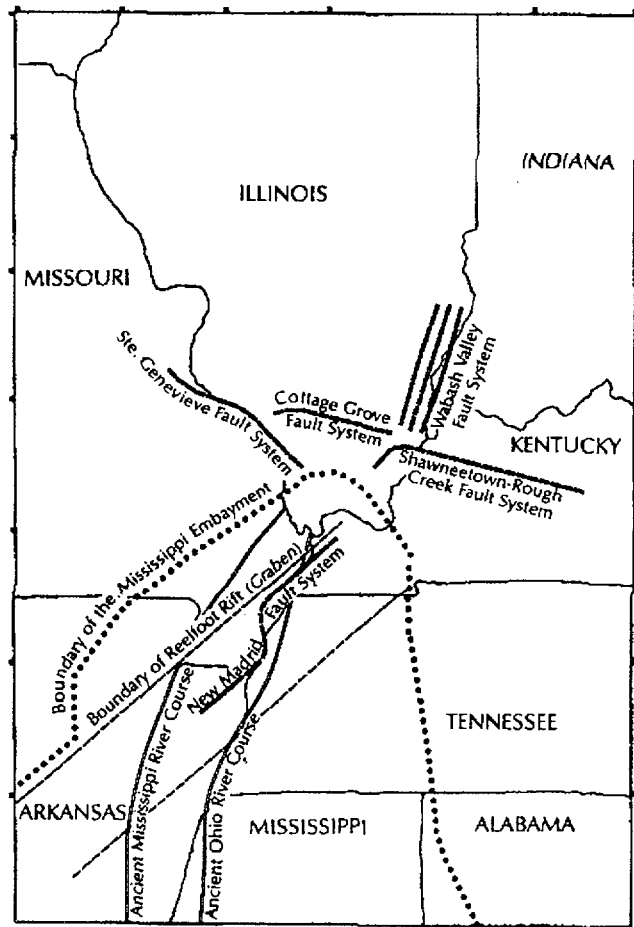 INDIANA
ILLINOIS
MISSOURI
Ste. Genevieve Fault System
Cottage Grove
Fault System
Wabash Valley
Fault System
KENTUCKY
Shawneetown-Rough
Creek Fault System
Boundary of the Mississippi Embayment
Boundary of Reelfoot Rift (Graben)
New Madrid
Fault System
TENNESSEE
ARKANSAS
Ancient Mississippi River Course
Ancient Ohio River Course
MISSISSIPPI
ALABAMA